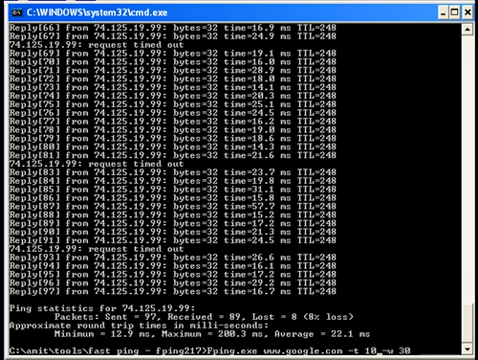 C:\WINDOWS\system32\cmd.exe
Reply[66] from 74.125.19.99: bytes=32 time=16.9 ms TTL=248
Reply[67] from 74.125.19.99: bytes=32 time=24.9 ms TTL=248
74.125.19.99: request timed out
Reply[69] from 74.125.19.99: bytes=32 time=19.1 ms TTL=248
Reply[70] from 74.125.19.99: bytes=32 time=16.0 ms TTL=248
Reply[71] from 74.125.19.99: bytes=32 time=28.9 ms TTL=248
Reply[72] from 74.125.19.99: bytes=32 time=14.1 ms TTL=248
Reply[73] from 74.125.19.99: bytes=32 time=20.3 ms TTL=248
Reply[74] from 74.125.19.99: bytes=32 time=25.1 ms TTL=248
Reply[76] from 74.125.19.99: bytes=32 time=24.5 ms TTL=248
Reply[77] from 74.125.19.99: bytes=32 time=16.2 ms TTL=248
Reply[78] from 74.125.19.99: bytes=32 time=19.0 ms TTL=248
Reply[79] from 74.125.19.99: bytes=32 time=18.6 ms TTL=248
Reply[80] from 74.125.19.99: bytes=32 time=14.3 ms TTL=248
Reply[81] from 74.125.19.99: bytes=32 time=21.6 ms TTL=248
74.125.19.99: request timed out
Reply[83] from 74.125.19.99: bytes=32 time=23.7 ms TTL=248
Reply[84] from 74.125.19.99: bytes=32 time=19.8 ms TTL=248
Reply[85] from 74.125.19.99: bytes=32 time=31.1 ms TTL=248
Reply[86] from 74.125.19.99: bytes=32 time=15.8 ms TTL=248
Reply[87] from 74.125.19.99: bytes=32 time=57.7 ms TTL=248
Reply[88] from 74.125.19.99: bytes=32 time=15.2 ms TTL=248
Reply[89] from 74.125.19.99: bytes=32 time=17.2 ms TTL=248
Reply[90] from 74.125.19.99: bytes=32 time=21.3 ms TTL=248
Reply[91] from 74.125.19.99: bytes=32 time=24.5 ms TTL=248
74.125.19.99: request timed out
Reply[93] from 74.125.19.99: bytes=32 time=26.6 ms TTL=248
Reply[94] from 74.125.19.99: bytes=32 time=16.1 ms TTL=248
Reply[95] from 74.125.19.99: bytes=32 time=17.2 ms TTL=248
Reply[96] from 74.125.19.99: bytes=32 time=29.2 ms TTL=248
Reply[97] from 74.125.19.99: bytes=32 time=16.7 ms TTL=248
Ping statistics for 74.125.19.99:
Packets: Sent = 97, Received = 89, Lost = 8 (8% loss)
Approximate round trip times in milli-seconds:
Minimum = 12.9 ms, Maximum = 200.3 ms, Average = 22.1 ms
C:\amit\tools\fast ping - fping217>Fping.exe www.google.com -t 10 -w 30